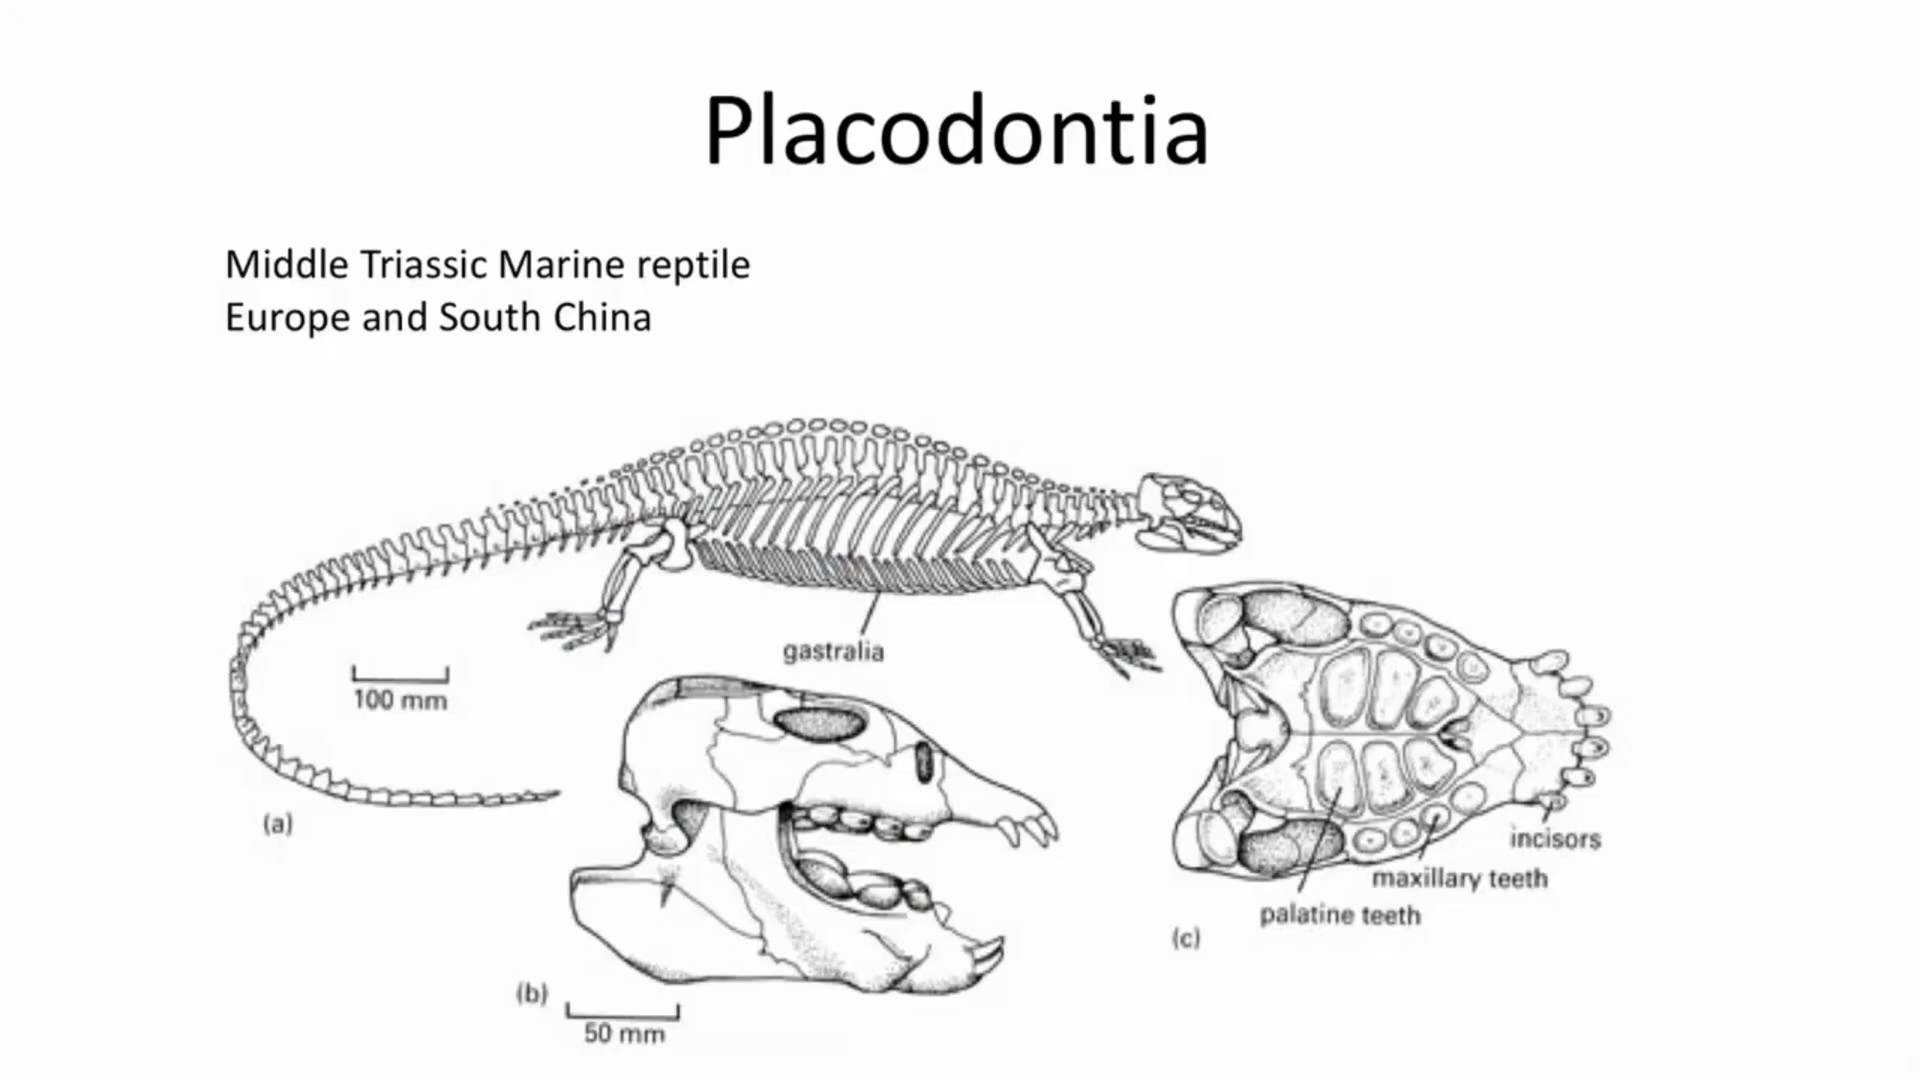 Placodontia
Middle Triassic Marine reptile
Europe and South China
gastralia
100 mm
(a)
incisors
maxillary teeth
palatine teeth
(c)
(b)
50 mm